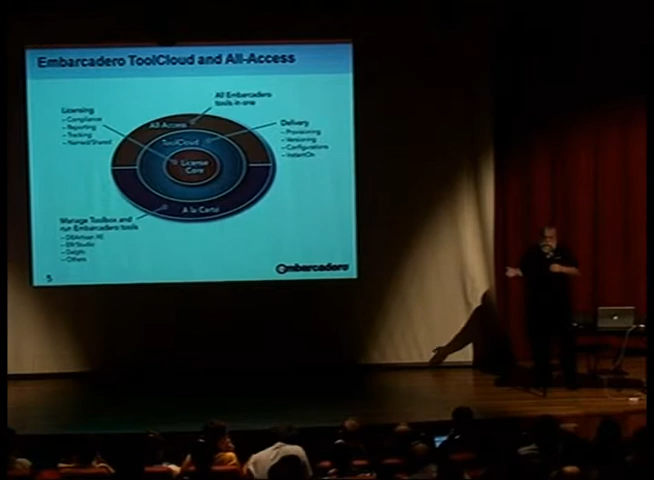 Embarcadero ToolCloud and All-Access
All Embarcadero
tools in one
Licensing
- Compliance
- Reporting
- Tracking
- Named/Shared
All-Access
ToolCloud
License
Core
A la Carte
Delivery
- Provisioning
- Versioning
- Configurations
- InstantOn
Manage Toolbox and
run Embarcadero tools
- DBArtisan XE
- ER/Studio
- Delphi
- Others
5
embarcadero